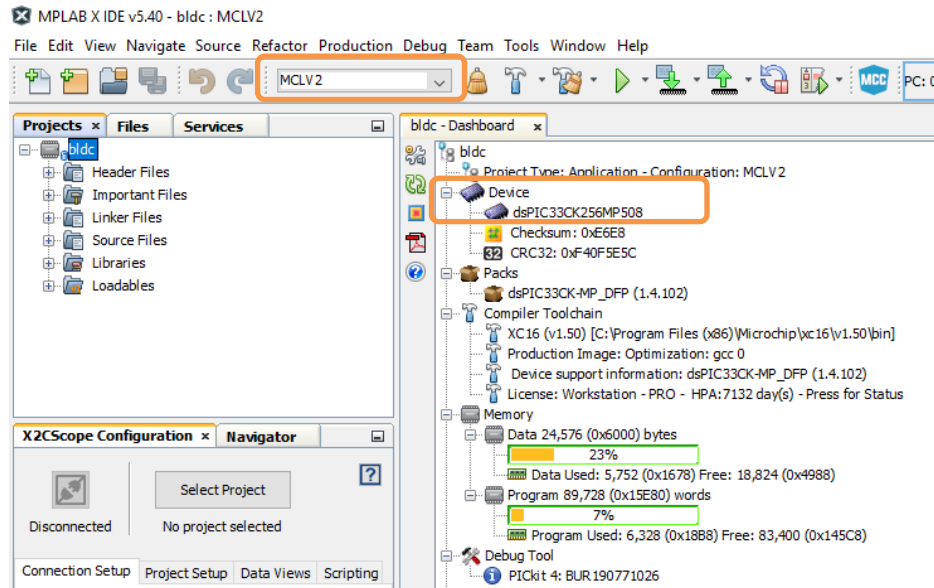 MPLAB X IDE v5.40 - bldc : MCLV2
File Edit View Navigate Source Refactor Production Debug Team Tools Window Help
MCLV2
MCC
PC: 0
Projects × Files Services
bldc
Header Files
Important Files
Linker Files
Source Files
Libraries
Loadables
X2CScope Configuration × Navigator
?
Select Project
Disconnected
No project selected
Connection Setup Project Setup Data Views Scripting
bldc - Dashboard ×
bldc
Project Type: Application - Configuration: MCLV2
Device
dsPIC33CK256MP508
Checksum: 0xE6E8
32 CRC32: 0xF40F5E5C
Packs
dsPIC33CK-MP_DFP (1.4.102)
Compiler Toolchain
XC16 (v1.50) [C:\Program Files (x86)\Microchip\xc16\v1.50\bin]
Production Image: Optimization: gcc 0
Device support information: dsPIC33CK-MP_DFP (1.4.102)
License: Workstation - PRO - HPA:7132 day(s) - Press for Status
Memory
Data 24,576 (0x6000) bytes
23%
Data Used: 5,752 (0x1678) Free: 18,824 (0x4988)
Program 89,728 (0x15E80) words
7%
Program Used: 6,328 (0x18B8) Free: 83,400 (0x145C8)
Debug Tool
PICkit 4: BUR190771026